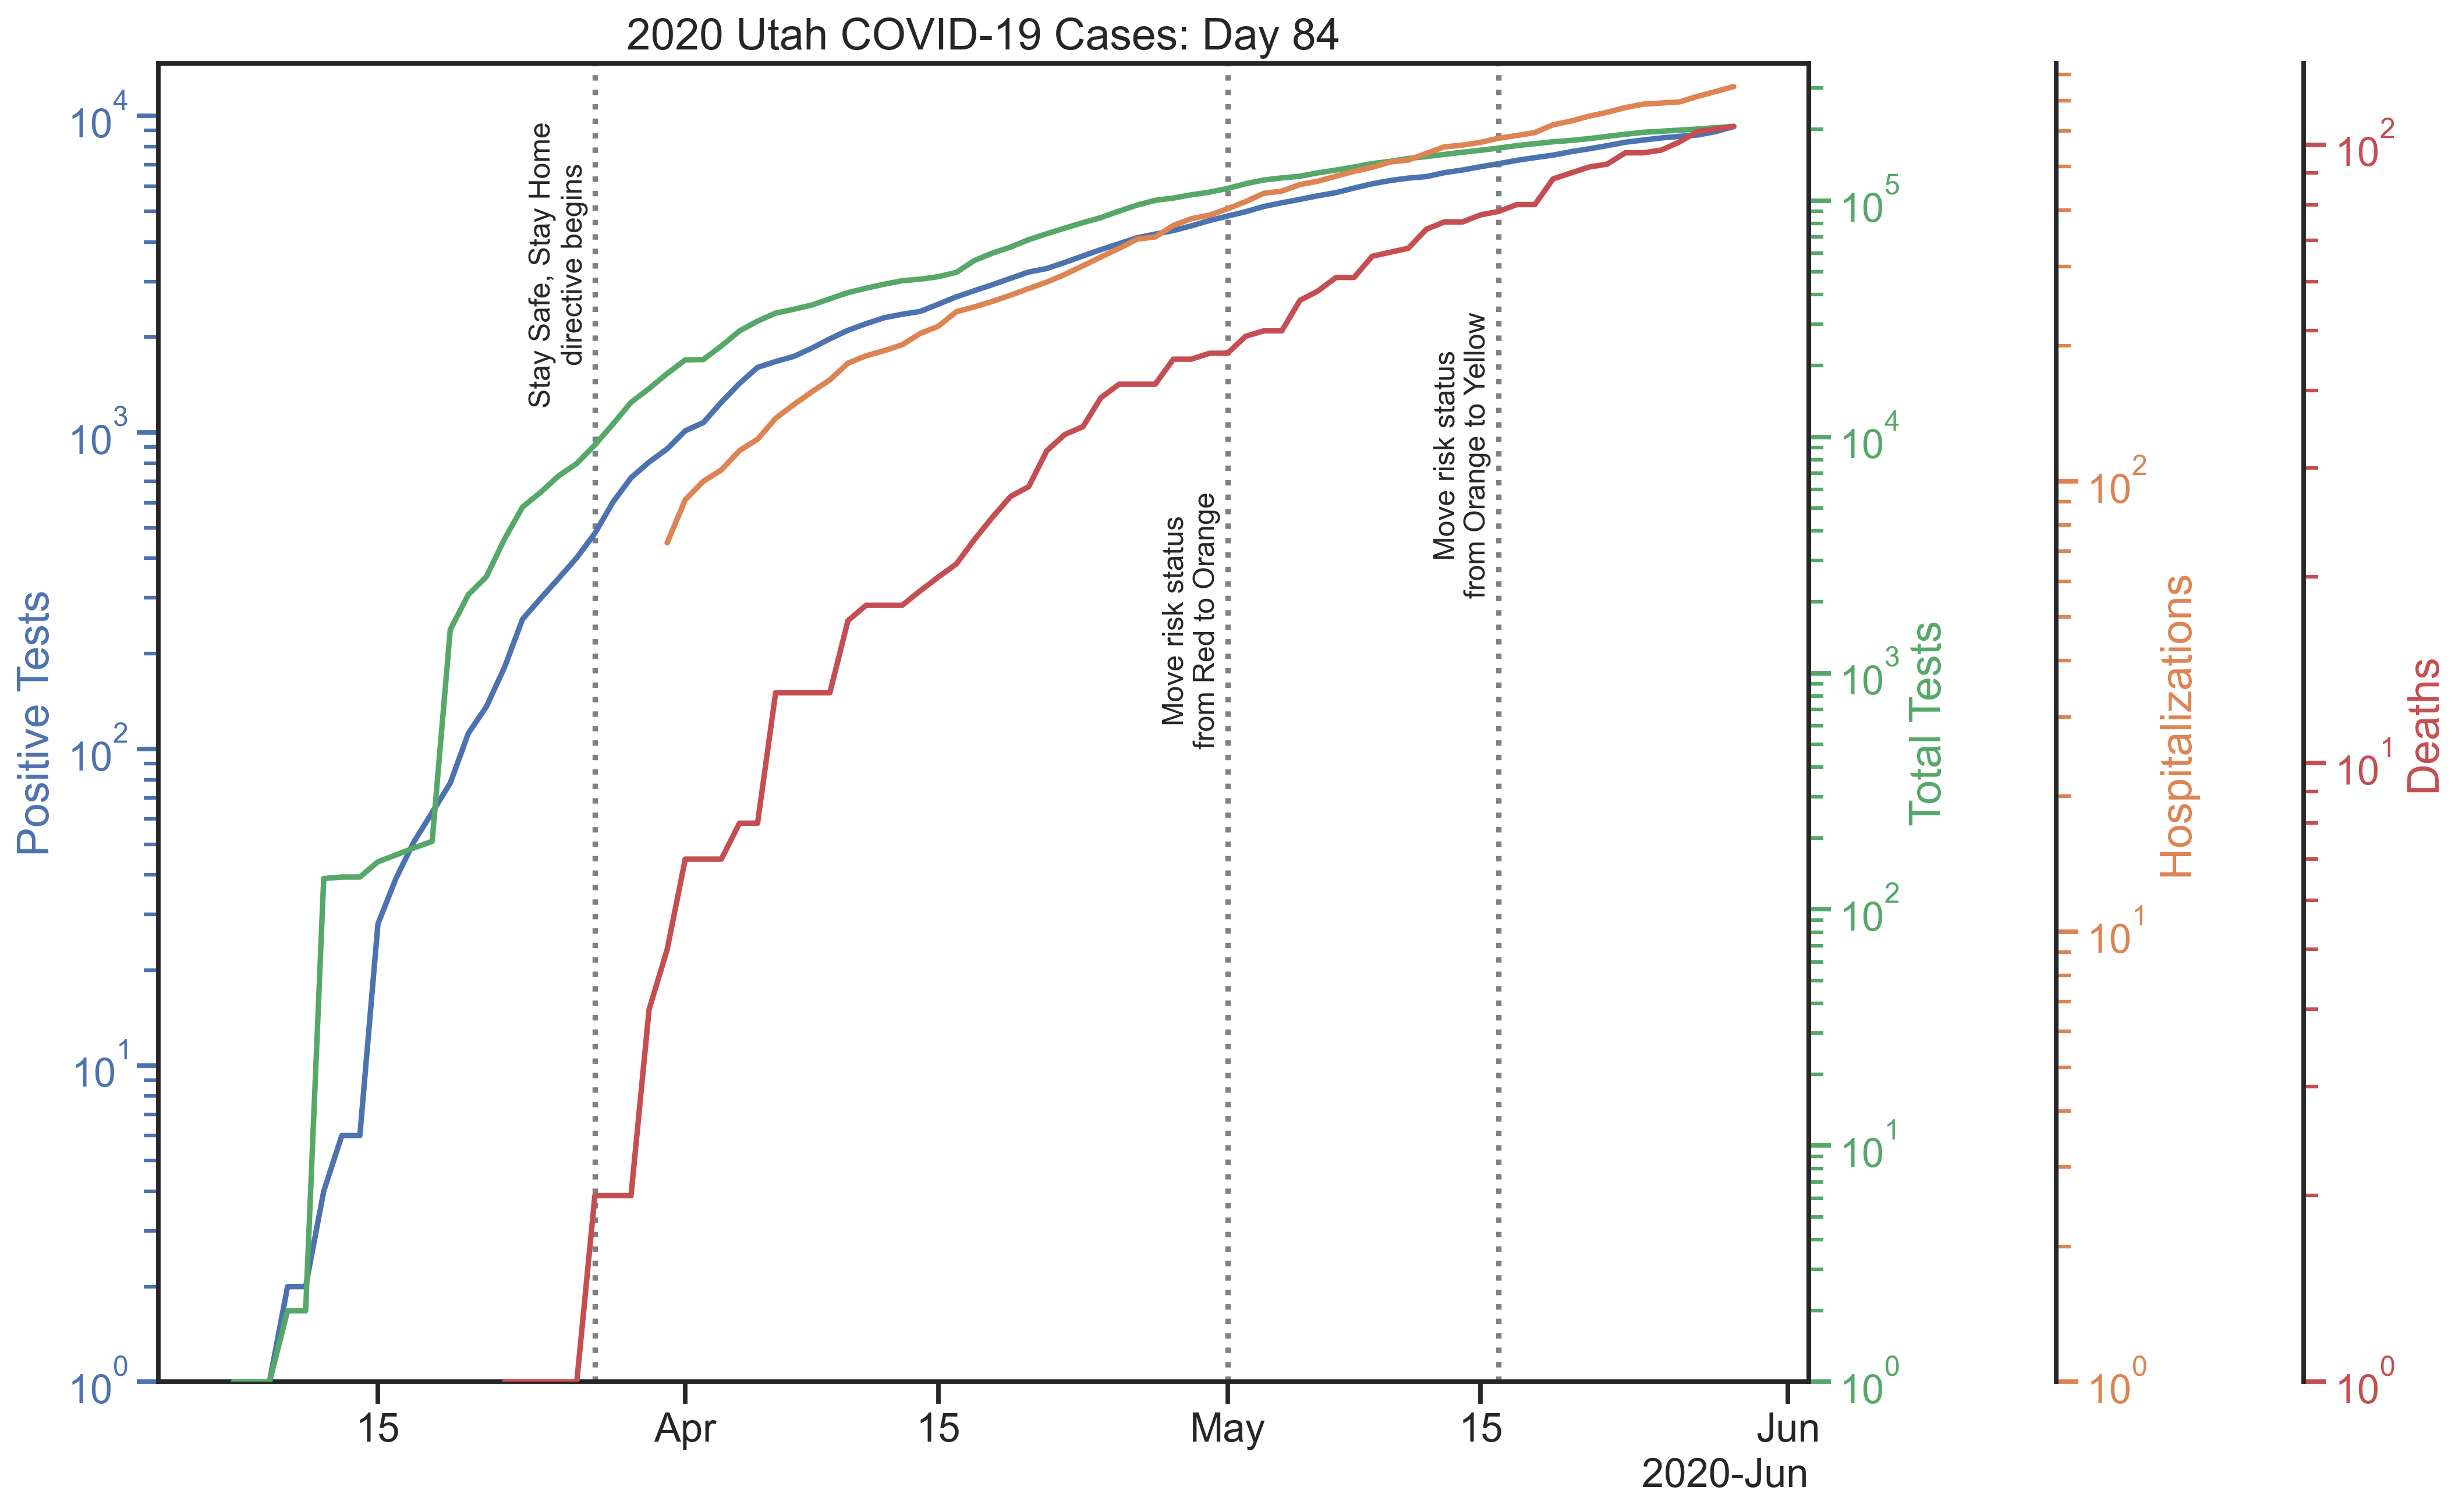 2020 Utah COVID-19 Cases: Day 84
Positive Tests
10^4
10^3
10^2
10^1
10^0
Stay Safe, Stay Home
directive begins
Move risk status
from Red to Orange
Move risk status
from Orange to Yellow
15
Apr
15
May
15
Jun
2020-Jun
10^5
10^4
10^3
10^2
10^1
10^0
Total Tests
10^2
10^1
10^0
Hospitalizations
10^2
10^1
10^0
Deaths